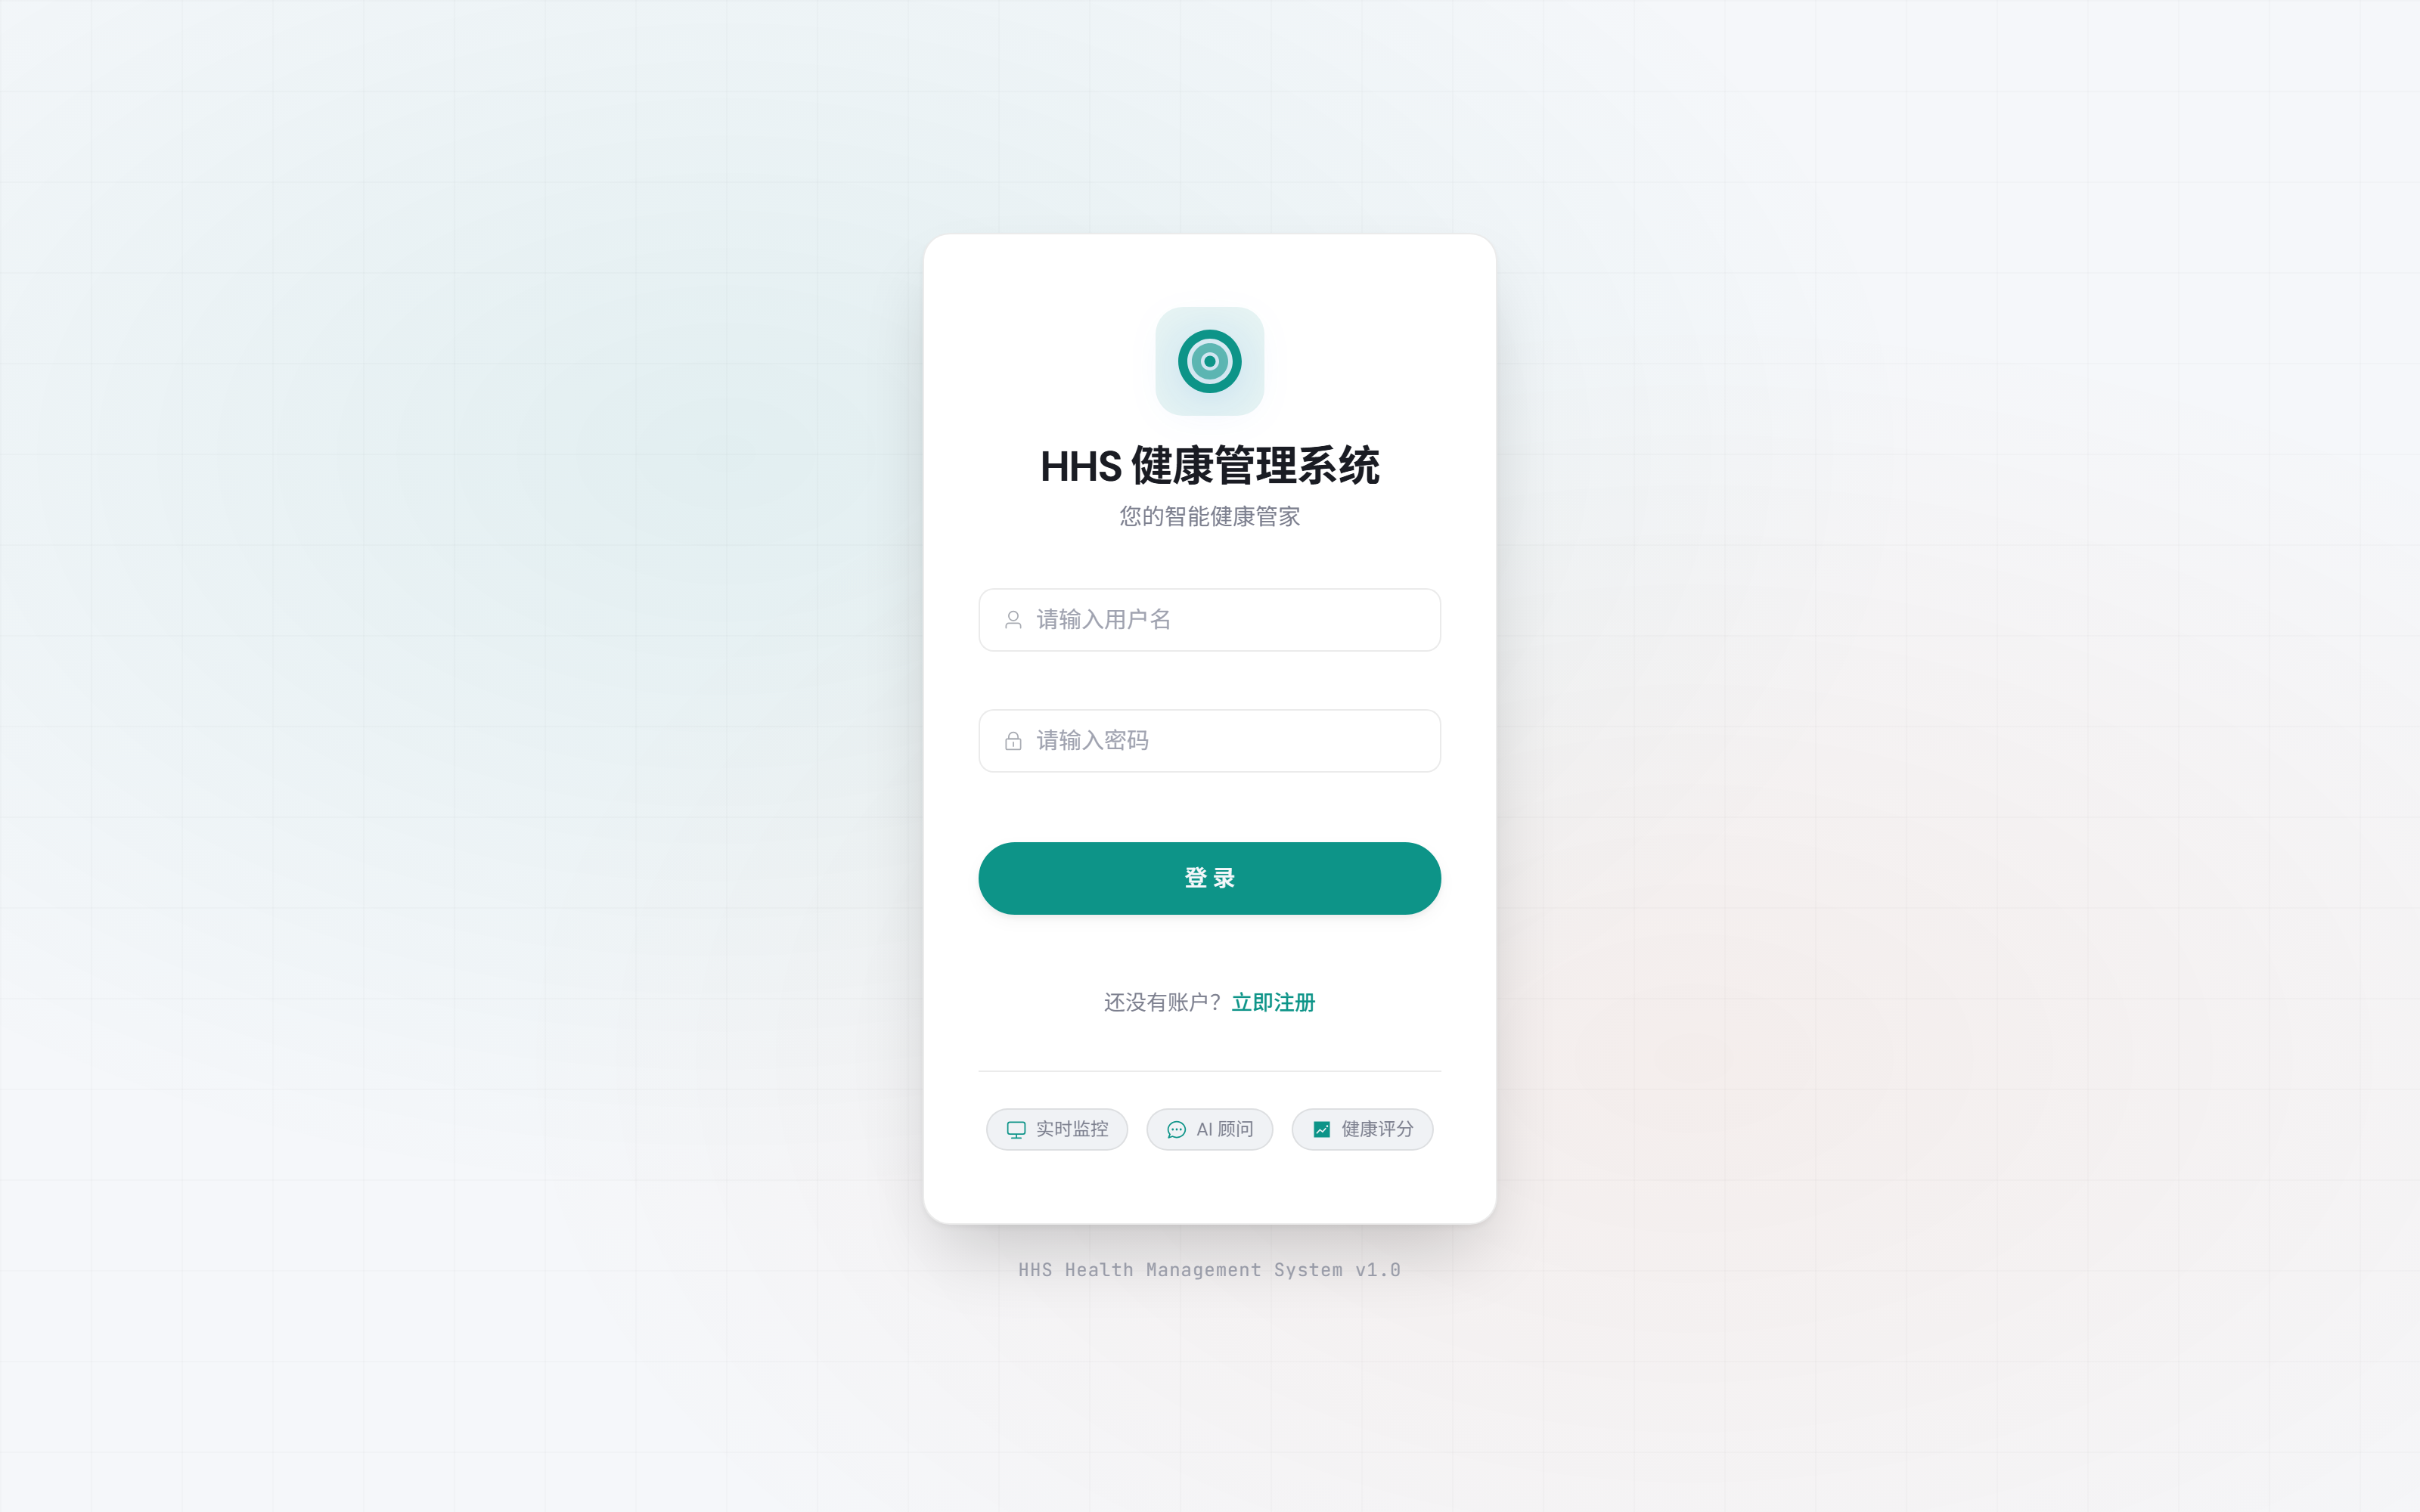 HHS 健康管理系统
您的智能健康管家
请输入用户名
请输入密码
登 录
还没有账户？立即注册
实时监控 AI 顾问 健康评分
HHS Health Management System v1.0